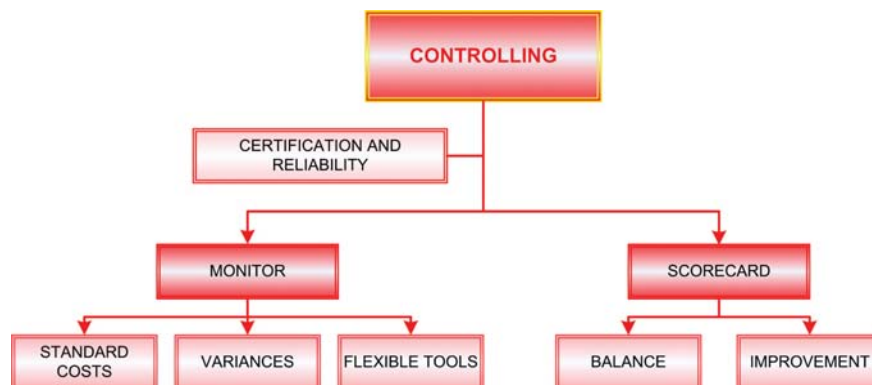 CONTROLLING
CERTIFICATION AND
RELIABILITY
MONITOR
SCORECARD
STANDARD
COSTS
VARIANCES
FLEXIBLE TOOLS
BALANCE
IMPROVEMENT